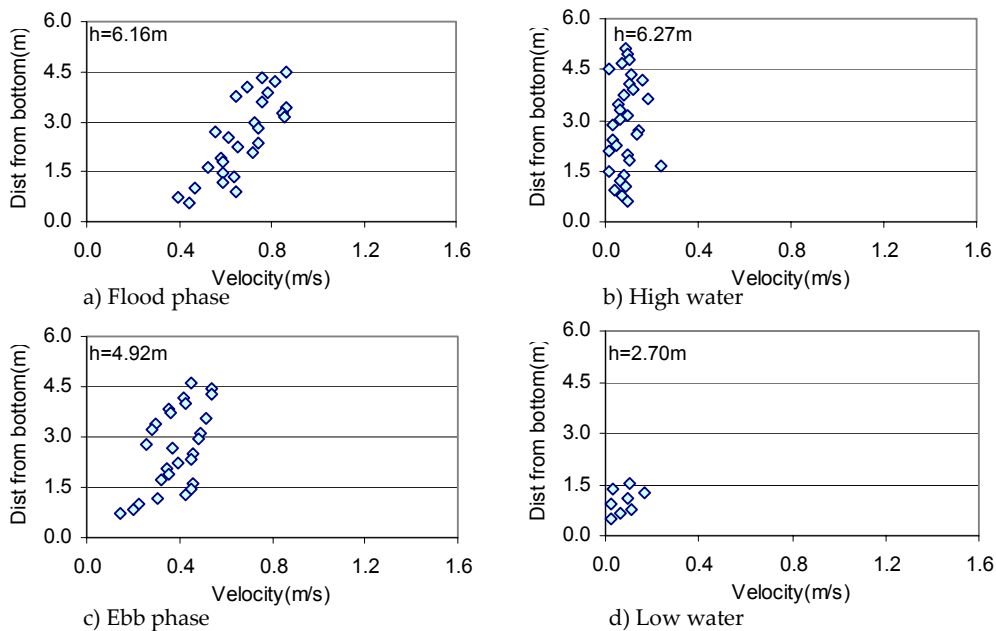 Dist from bottom(m)
6.0
4.5
3.0
1.5
0.0
h=6.16m
0.0 0.4 0.8 1.2 1.6
Velocity(m/s)
a) Flood phase
Dist from bottom(m)
6.0
4.5
3.0
1.5
0.0
h=6.27m
0.0 0.4 0.8 1.2 1.6
Velocity(m/s)
b) High water
Dist from bottom(m)
6.0
4.5
3.0
1.5
0.0
h=4.92m
0.0 0.4 0.8 1.2 1.6
Velocity(m/s)
c) Ebb phase
Dist from bottom(m)
6.0
4.5
3.0
1.5
0.0
h=2.70m
0.0 0.4 0.8 1.2 1.6
Velocity(m/s)
d) Low water